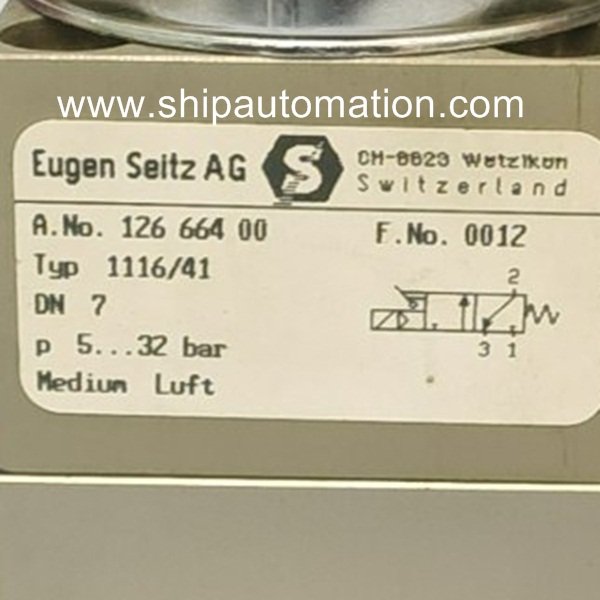 www.shipautomation.com
Eugen Seitz AG S CH-8623 Wetzikon
Switzerland
A.No. 126 664 00 F.No. 0012
Typ 1116/41
DN 7
p 5...32 bar
Medium Luft
2
3 1